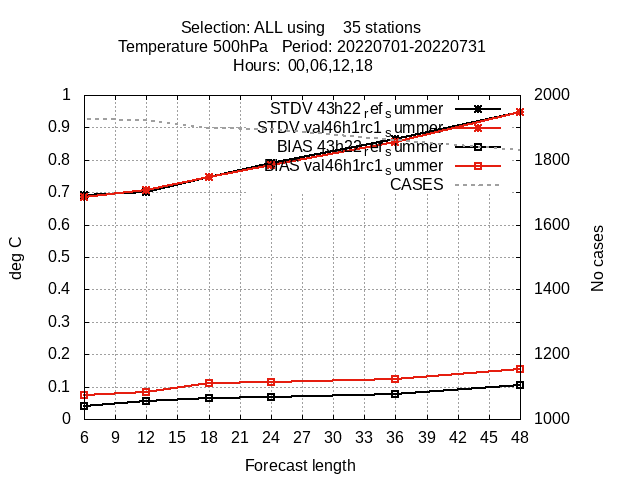 Selection: ALL using    35 stations
Temperature 500hPa   Period: 20220701-20220731
Hours:  00,06,12,18
1
0.9
0.8
0.7
0.6
0.5
0.4
0.3
0.2
0.1
0
deg C
STDV 43h22_ref_summer
STDV val46h1rc1_summer
BIAS 43h22_ref_summer
BIAS val46h1rc1_summer
CASES
2000
1800
1600
1400
1200
1000
No cases
6 9 12 15 18 21 24 27 30 33 36 39 42 45 48
Forecast length